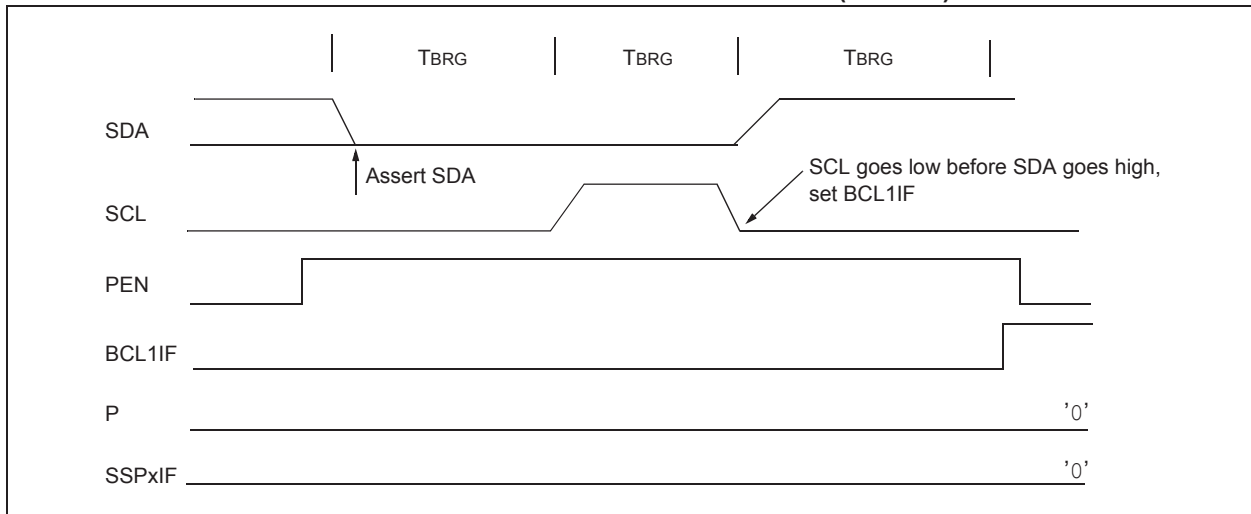 TBRG TBRG TBRG
SDA
Assert SDA
SCL goes low before SDA goes high,
set BCL1IF
SCL
PEN
BCL1IF
P '0'
SSPxIF '0'